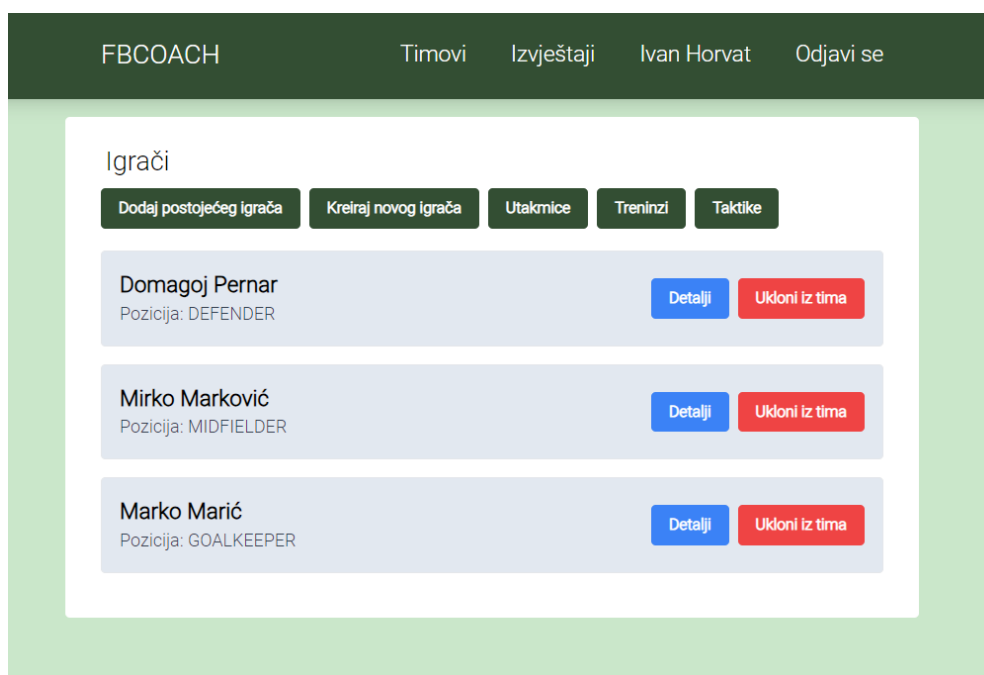 FBCOACH Timovi Izvještaji Ivan Horvat Odjavi se
Igrači
Dodaj postojećeg igrača Kreiraj novog igrača Utakmice Treninzi Taktike
Domagoj Pernar
Pozicija: DEFENDER
Detalji Ukloni iz tima
Mirko Marković
Pozicija: MIDFIELDER
Detalji Ukloni iz tima
Marko Marić
Pozicija: GOALKEEPER
Detalji Ukloni iz tima